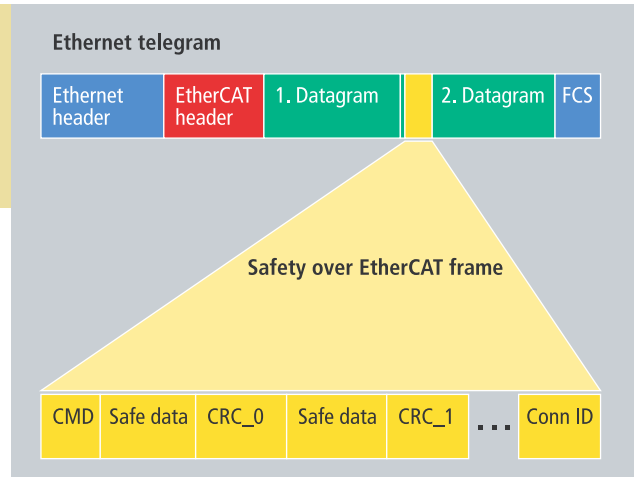 Ethernet telegram
Ethernet header
EtherCAT header
1. Datagram
2. Datagram
FCS
Safety over EtherCAT frame
CMD
Safe data
CRC_0
Safe data
CRC_1
...
Conn ID